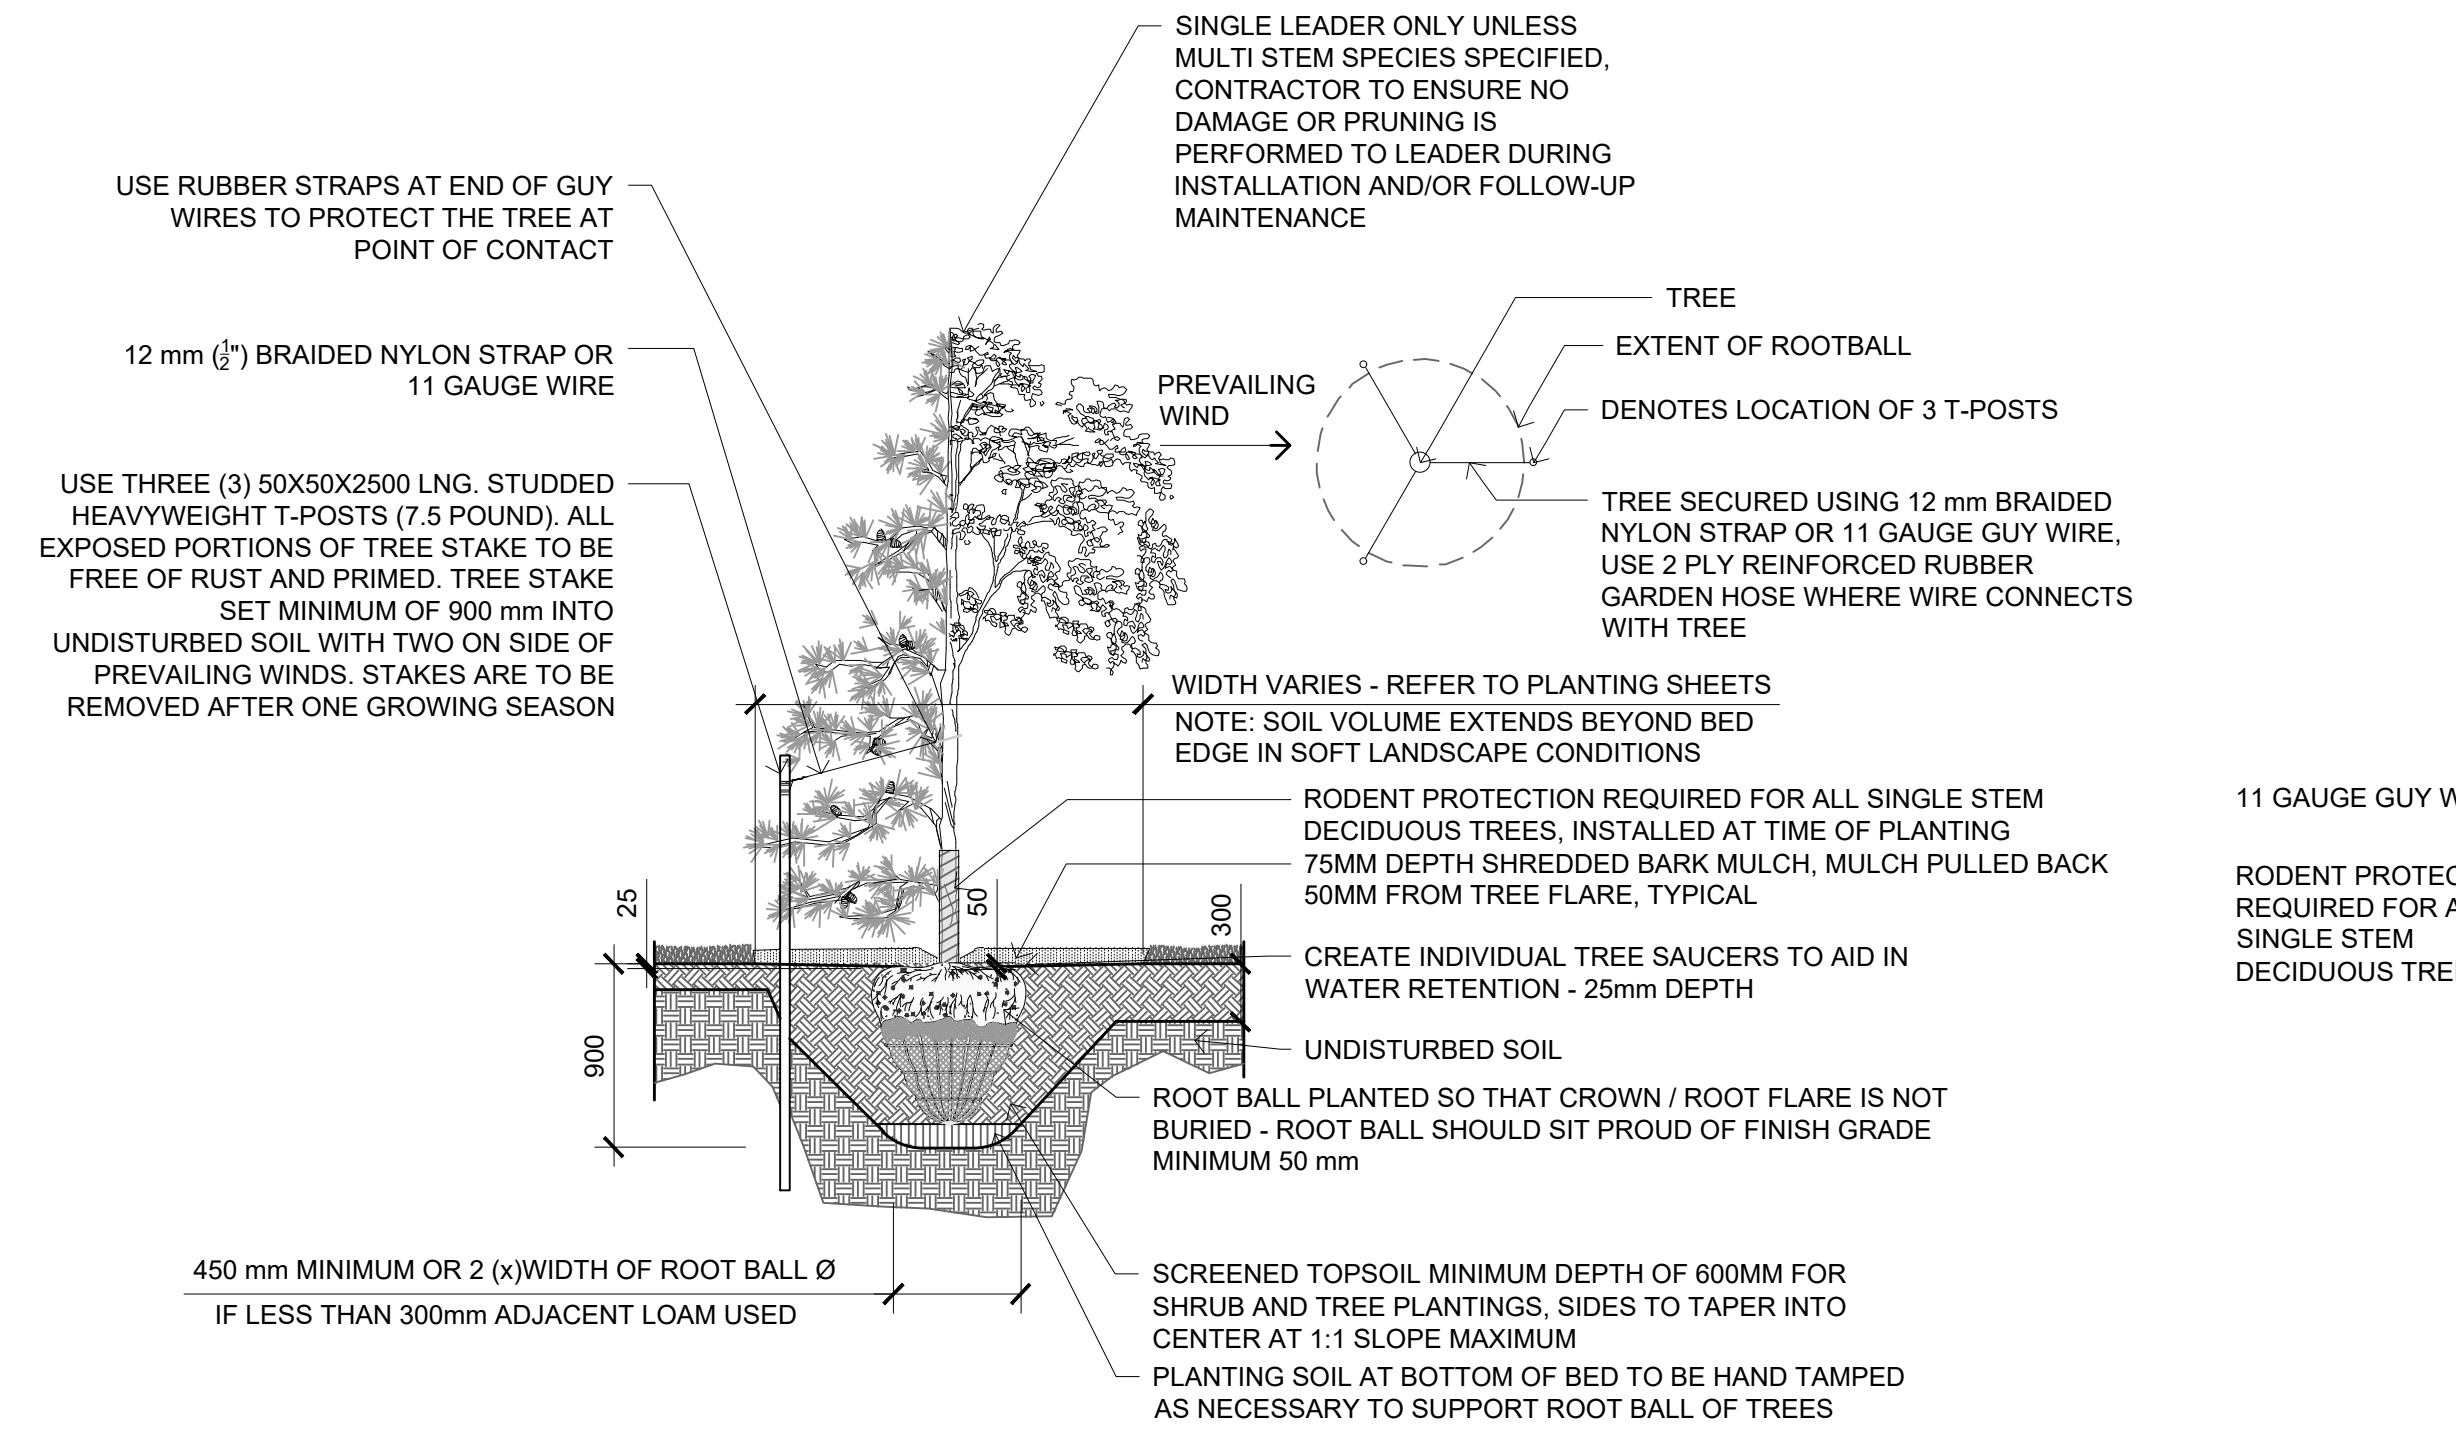 SINGLE LEADER ONLY UNLESS
MULTI STEM SPECIES SPECIFIED,
CONTRACTOR TO ENSURE NO
DAMAGE OR PRUNING IS
PERFORMED TO LEADER DURING
INSTALLATION AND/OR FOLLOW-UP
MAINTENANCE
USE RUBBER STRAPS AT END OF GUY
WIRES TO PROTECT THE TREE AT
POINT OF CONTACT
12 mm (½") BRAIDED NYLON STRAP OR
11 GAUGE WIRE
USE THREE (3) 50X50X2500 LNG. STUDDED
HEAVYWEIGHT T-POSTS (7.5 POUND). ALL
EXPOSED PORTIONS OF TREE STAKE TO BE
FREE OF RUST AND PRIMED. TREE STAKE
SET MINIMUM OF 900 mm INTO
UNDISTURBED SOIL WITH TWO ON SIDE OF
PREVAILING WINDS. STAKES ARE TO BE
REMOVED AFTER ONE GROWING SEASON
PREVAILING
WIND
TREE
EXTENT OF ROOTBALL
DENOTES LOCATION OF 3 T-POSTS
TREE SECURED USING 12 mm BRAIDED
NYLON STRAP OR 11 GAUGE GUY WIRE,
USE 2 PLY REINFORCED RUBBER
GARDEN HOSE WHERE WIRE CONNECTS
WITH TREE
WIDTH VARIES - REFER TO PLANTING SHEETS
NOTE: SOIL VOLUME EXTENDS BEYOND BED
EDGE IN SOFT LANDSCAPE CONDITIONS
RODENT PROTECTION REQUIRED FOR ALL SINGLE STEM
DECIDUOUS TREES, INSTALLED AT TIME OF PLANTING
75MM DEPTH SHREDDED BARK MULCH, MULCH PULLED BACK
50MM FROM TREE FLARE, TYPICAL
25
50
300
900
CREATE INDIVIDUAL TREE SAUCERS TO AID IN
WATER RETENTION - 25mm DEPTH
UNDISTURBED SOIL
ROOT BALL PLANTED SO THAT CROWN / ROOT FLARE IS NOT
BURIED - ROOT BALL SHOULD SIT PROUD OF FINISH GRADE
MINIMUM 50 mm
450 mm MINIMUM OR 2 (x)WIDTH OF ROOT BALL Ø
IF LESS THAN 300mm ADJACENT LOAM USED
SCREENED TOPSOIL MINIMUM DEPTH OF 600MM FOR
SHRUB AND TREE PLANTINGS, SIDES TO TAPER INTO
CENTER AT 1:1 SLOPE MAXIMUM
PLANTING SOIL AT BOTTOM OF BED TO BE HAND TAMPED
AS NECESSARY TO SUPPORT ROOT BALL OF TREES
11 GAUGE GUY
RODENT
REQUIRED FOR
SINGLE STEM
DECIDUOUS